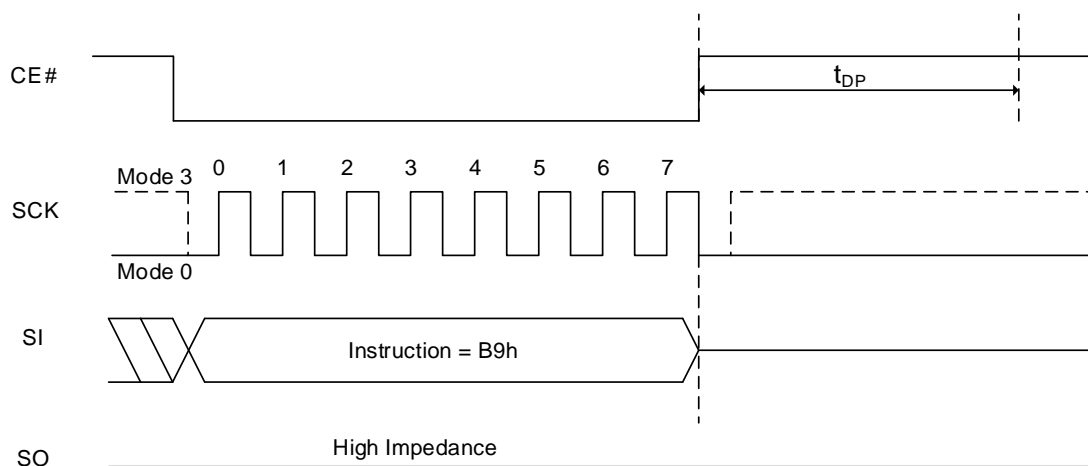 CE#
tDP
Mode 3
0 1 2 3 4 5 6 7
SCK
Mode 0
SI
Instruction = B9h
High Impedance
SO